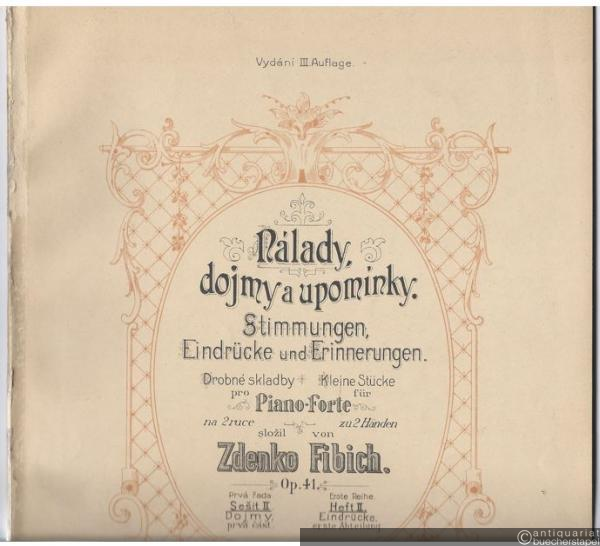 Vydání III. Auflage.
Nálady,
dojmy a upomínky.
Stimmungen,
Eindrücke und Erinnerungen.
Drobné skladby Kleine Stücke
pro für
Piano-Forte
na 2 ruce zu 2 Händen
složil von
Zdenko Fibich.
Op. 41.
Prvá řada Erste Reihe
Sešit II. Heft II.
Dojmy, Eindrücke,
prvá část. erste Abteilung
antiquariat
buecherstapel